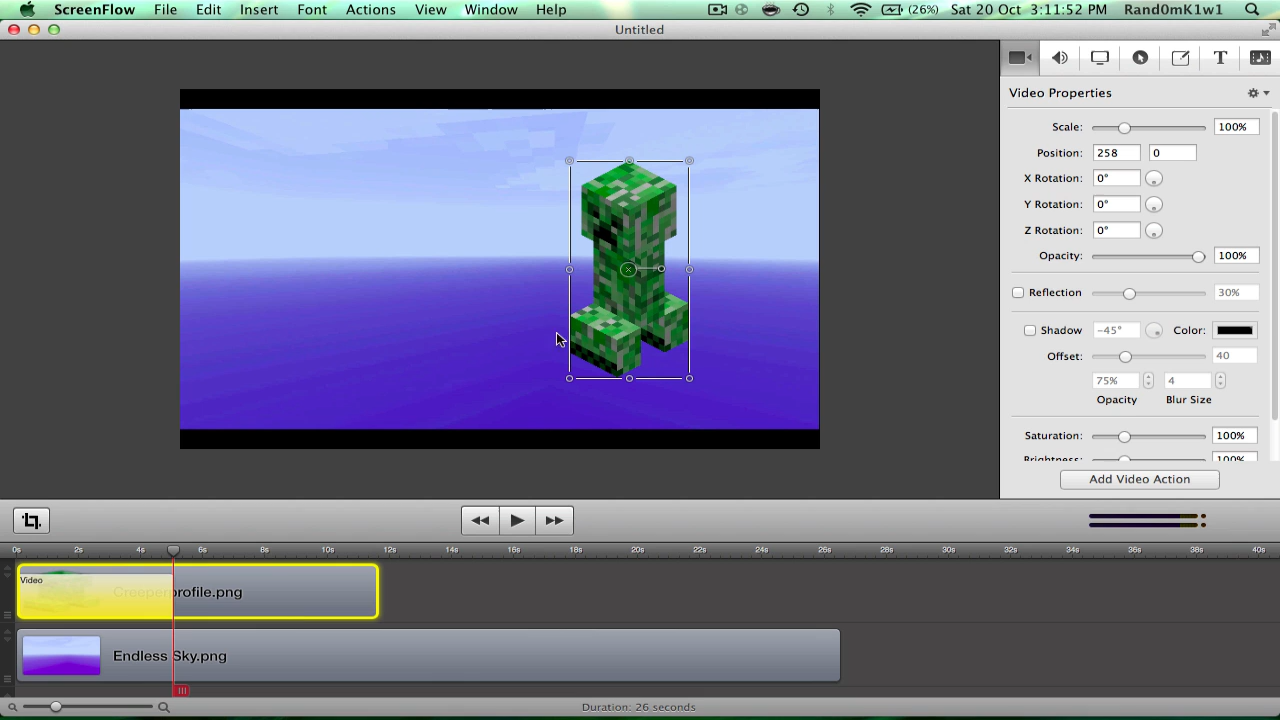 ScreenFlow File Edit Insert Font Actions View Window Help (26%) Sat 20 Oct 3:11:52 PM Rand0mK1w1
Untitled
T
Video Properties
Scale: 100%
Position: 258 0
X Rotation: 0°
Y Rotation: 0°
Z Rotation: 0°
Opacity: 100%
Reflection 30%
Shadow -45° Color:
Offset: 40
75% 4
Opacity Blur Size
Saturation: 100%
Brightness: 100%
Add Video Action
0s 2s 4s 6s 8s 10s 12s 14s 16s 18s 20s 22s 24s 26s 28s 30s 32s 34s 36s 38s 40s
Video
Creeperprofile.png
Endless Sky.png
Duration: 26 seconds